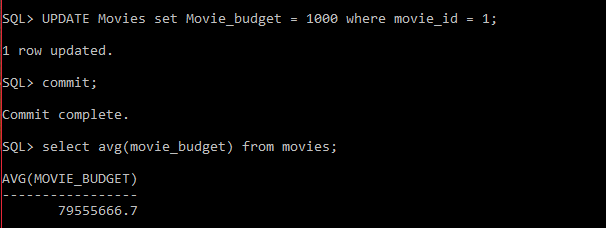 SQL> UPDATE Movies set Movie_budget = 1000 where movie_id = 1;
1 row updated.
SQL> commit;
Commit complete.
SQL> select avg(movie_budget) from movies;
AVG(MOVIE_BUDGET)
-----------------
79555666.7